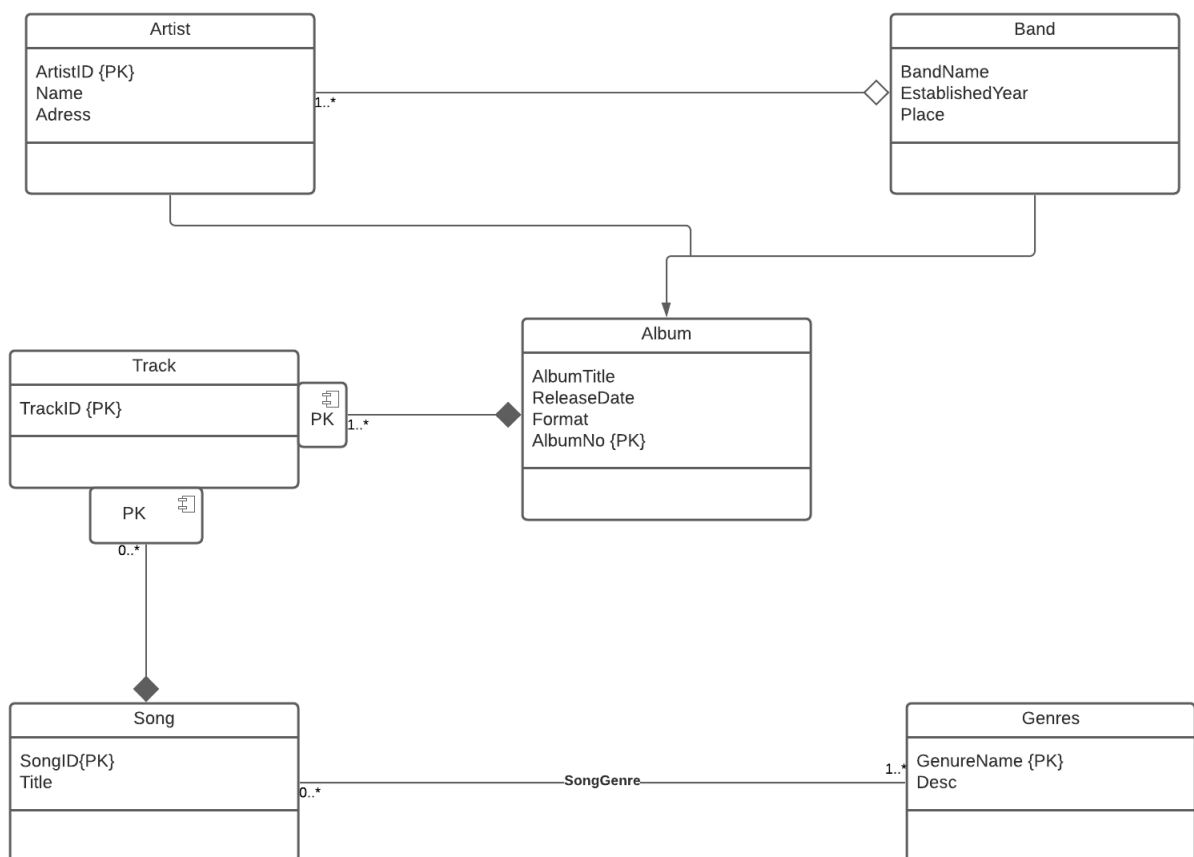 Artist
ArtistID {PK}
Name
Adress
1..*
Band
BandName
EstablishedYear
Place
Album
AlbumTitle
ReleaseDate
Format
AlbumNo {PK}
Track
TrackID {PK}
PK
1..*
PK
0..*
Song
SongID{PK}
Title
0..*
SongGenre
1..*
Genres
GenureName {PK}
Desc